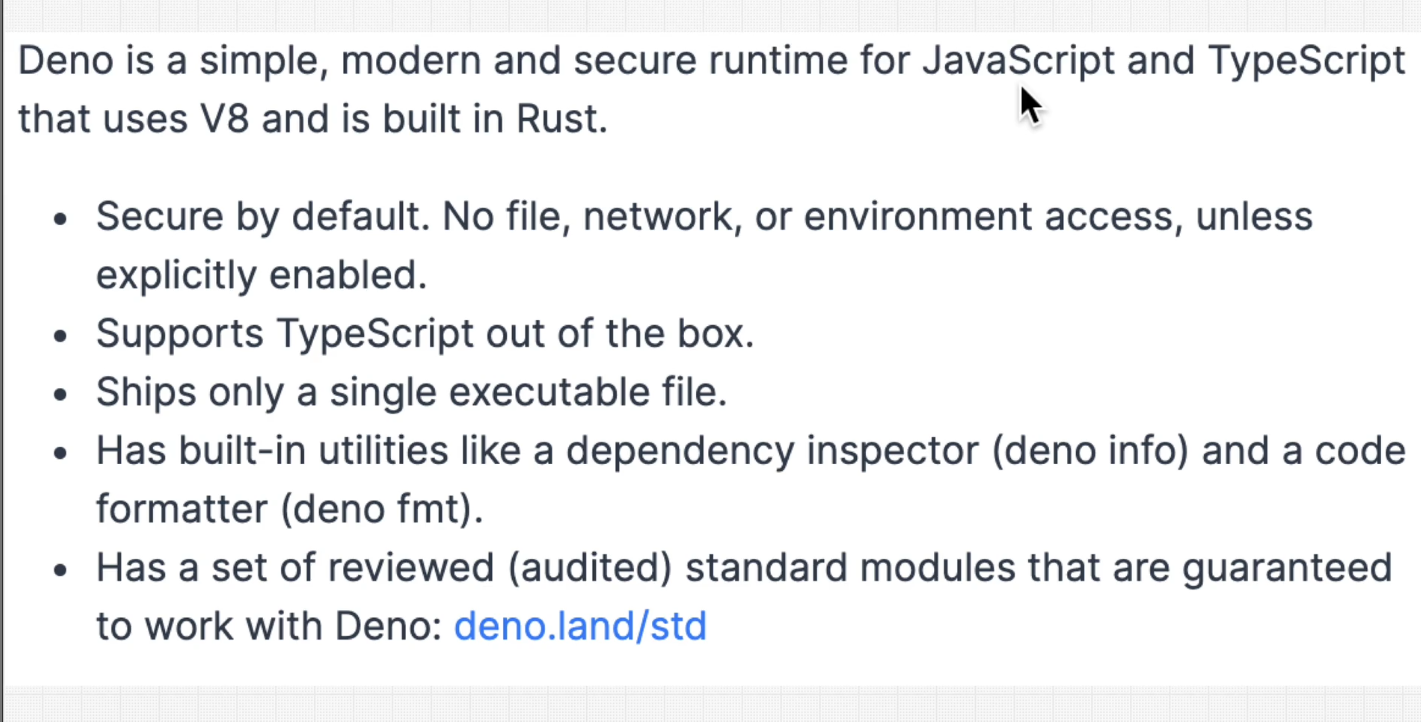 Deno is a simple, modern and secure runtime for JavaScript and TypeScript
that uses V8 and is built in Rust.
• Secure by default. No file, network, or environment access, unless
explicitly enabled.
• Supports TypeScript out of the box.
• Ships only a single executable file.
• Has built-in utilities like a dependency inspector (deno info) and a code
formatter (deno fmt).
• Has a set of reviewed (audited) standard modules that are guaranteed
to work with Deno: deno.land/std